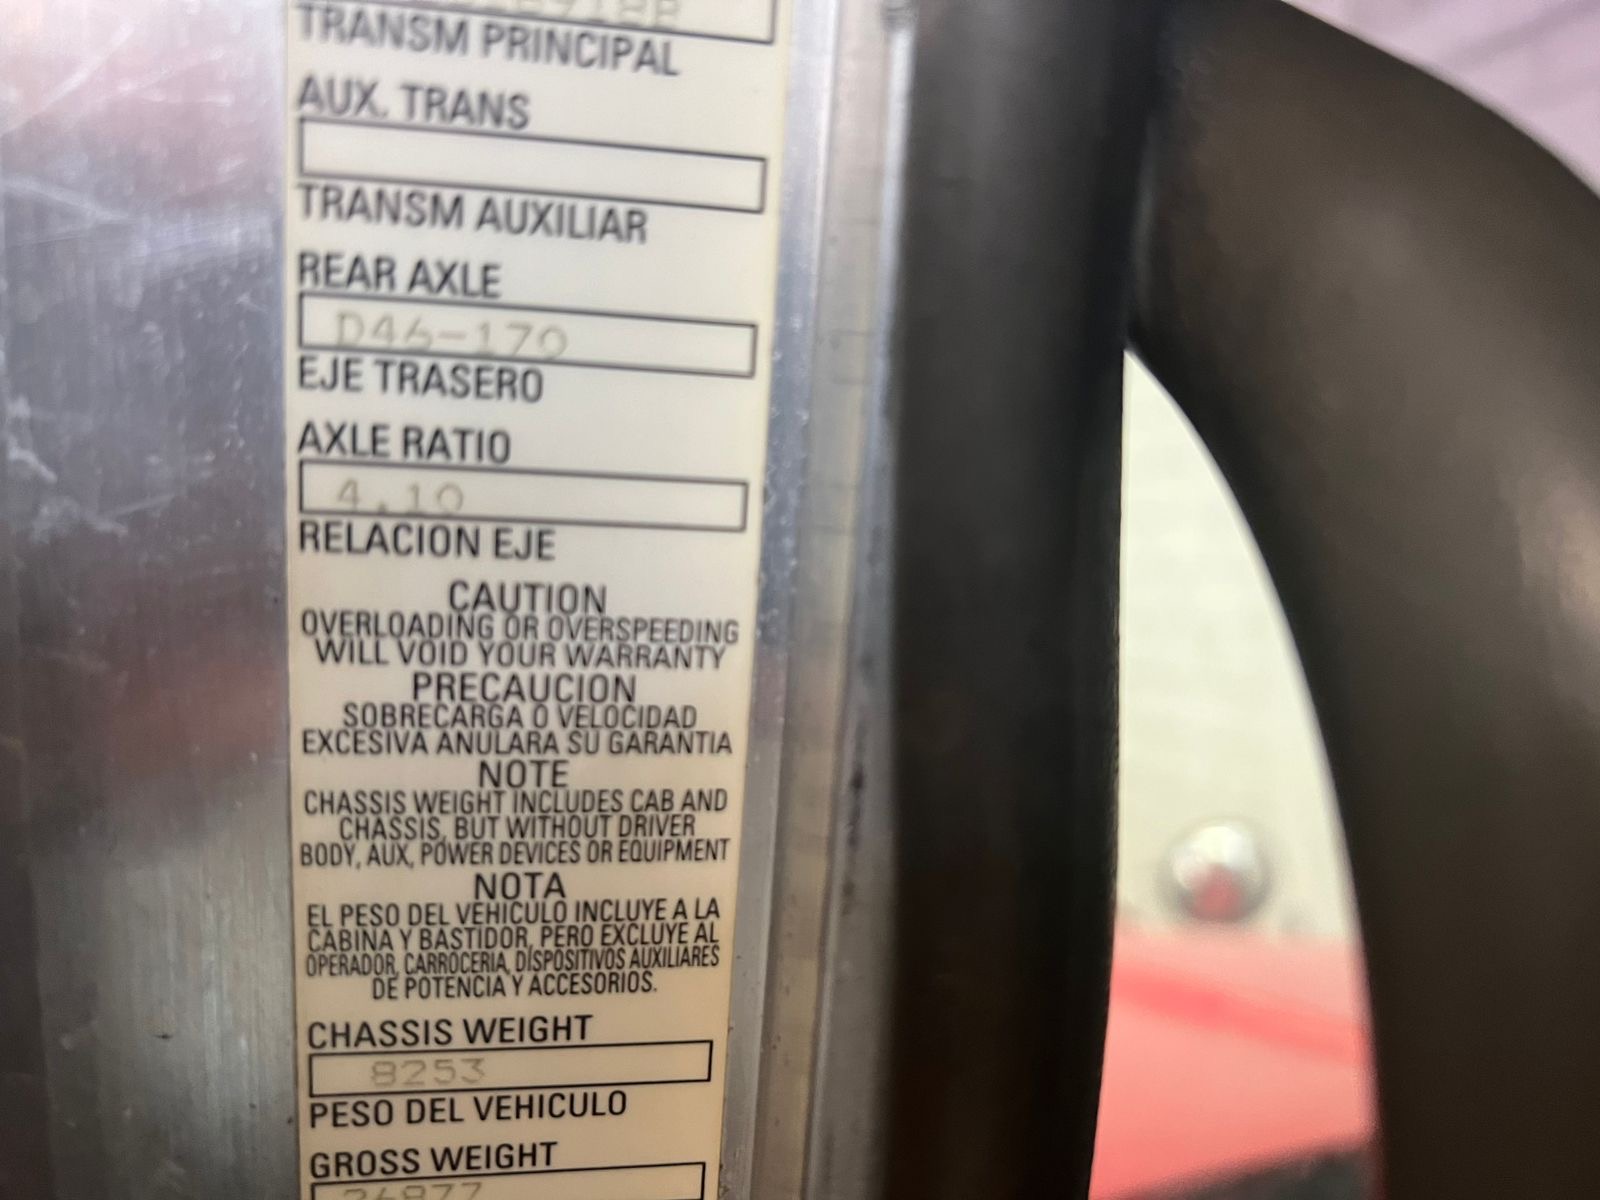 TRANSM PRINCIPAL
AUX. TRANS
TRANSM AUXILIAR
REAR AXLE
D46-170
EJE TRASERO
AXLE RATIO
4.10
RELACION EJE
CAUTION
OVERLOADING OR OVERSPEEDING
WILL VOID YOUR WARRANTY
PRECAUCION
SOBRECARGA O VELOCIDAD
EXCESIVA ANULARA SU GARANTIA
NOTE
CHASSIS WEIGHT INCLUDES CAB AND
CHASSIS, BUT WITHOUT DRIVER
BODY, AUX, POWER DEVICES OR EQUIPMENT
NOTA
EL PESO DEL VEHICULO INCLUYE A LA
CABINA Y BASTIDOR, PERO EXCLUYE AL
OPERADOR, CARROCERIA, DISPOSITIVOS AUXILIARES
DE POTENCIA Y ACCESORIOS.
CHASSIS WEIGHT
8253
PESO DEL VEHICULO
GROSS WEIGHT